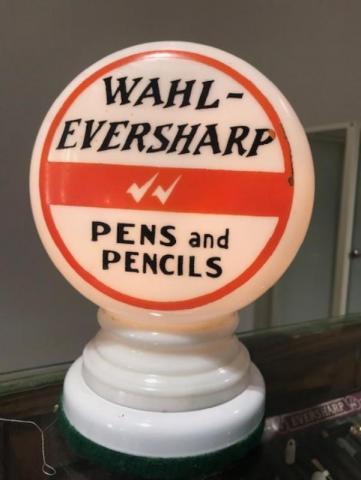 WAHL-
EVERSHARP
PENS and
PENCILS
EVERSHARP